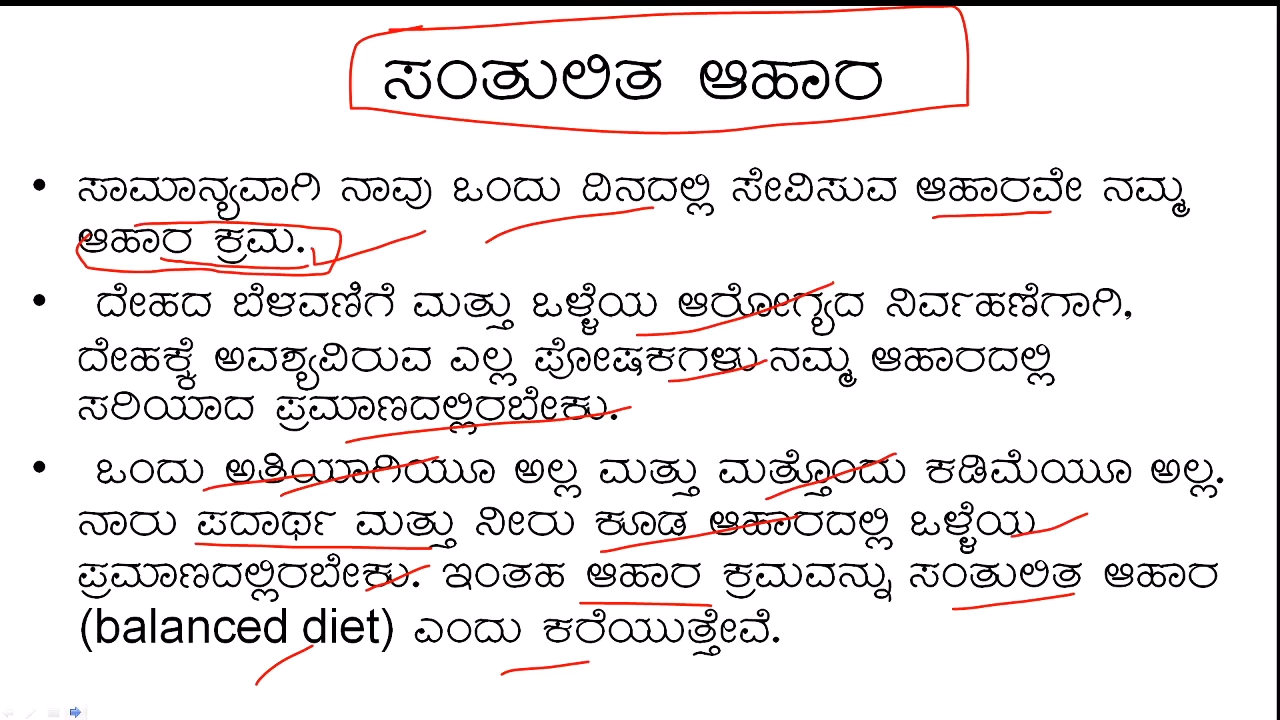 ಸಂತುಲಿತ ಆಹಾರ
• ಸಾಮಾನ್ಯವಾಗಿ ನಾವು ಒಂದು ದಿನದಲ್ಲಿ ಸೇವಿಸುವ ಆಹಾರವೇ ನಮ್ಮ
ಆಹಾರ ಕ್ರಮ.
• ದೇಹದ ಬೆಳವಣಿಗೆ ಮತ್ತು ಒಳ್ಳೆಯ ಆರೋಗ್ಯದ ನಿರ್ವಹಣೆಗಾಗಿ,
ದೇಹಕ್ಕೆ ಅವಶ್ಯವಿರುವ ಎಲ್ಲ ಪೋಷಕಗಳು ನಮ್ಮ ಆಹಾರದಲ್ಲಿ
ಸರಿಯಾದ ಪ್ರಮಾಣದಲ್ಲಿರಬೇಕು.
• ಒಂದು ಅತಿಯಾಗಿಯೂ ಅಲ್ಲ ಮತ್ತು ಮತ್ತೊಂದು ಕಡಿಮೆಯೂ ಅಲ್ಲ.
ನಾರು ಪದಾರ್ಥ ಮತ್ತು ನೀರು ಕೂಡ ಆಹಾರದಲ್ಲಿ ಒಳ್ಳೆಯ
ಪ್ರಮಾಣದಲ್ಲಿರಬೇಕು. ಇಂತಹ ಆಹಾರ ಕ್ರಮವನ್ನು ಸಂತುಲಿತ ಆಹಾರ
(balanced diet) ಎಂದು ಕರೆಯುತ್ತೇವೆ.